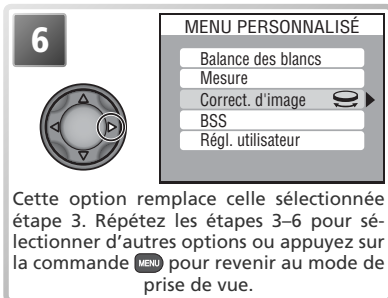 6
MENU PERSONNALISÉ
Balance des blancs
Mesure
Correct. d'image
BSS
Régl. utilisateur
Cette option remplace celle sélectionnée
étape 3. Répétez les étapes 3–6 pour sé-
lectionner d'autres options ou appuyez sur
la commande MENU pour revenir au mode de
prise de vue.